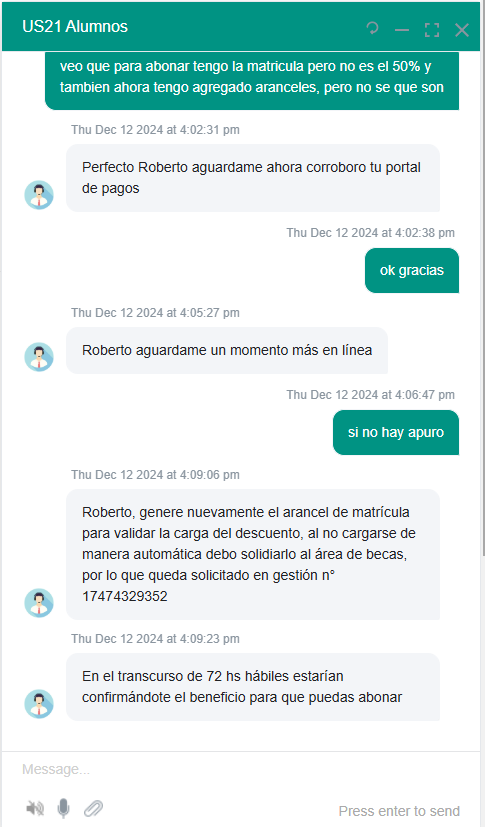 US21 Alumnos
veo que para abonar tengo la matricula pero no es el 50% y
tambien ahora tengo agregado aranceles, pero no se que son
Thu Dec 12 2024 at 4:02:31 pm
Perfecto Roberto aguardame ahora corroboro tu portal
de pagos
Thu Dec 12 2024 at 4:02:38 pm
ok gracias
Thu Dec 12 2024 at 4:05:27 pm
Roberto aguardame un momento más en línea
Thu Dec 12 2024 at 4:06:47 pm
si no hay apuro
Thu Dec 12 2024 at 4:09:06 pm
Roberto, genere nuevamente el arancel de matrícula
para validar la carga del descuento, al no cargarse de
manera automática debo solidiarlo al área de becas,
por lo que queda solicitado en gestión n°
17474329352
Thu Dec 12 2024 at 4:09:23 pm
En el transcurso de 72 hs hábiles estarían
confirmándote el beneficio para que puedas abonar
Message...
Press enter to send